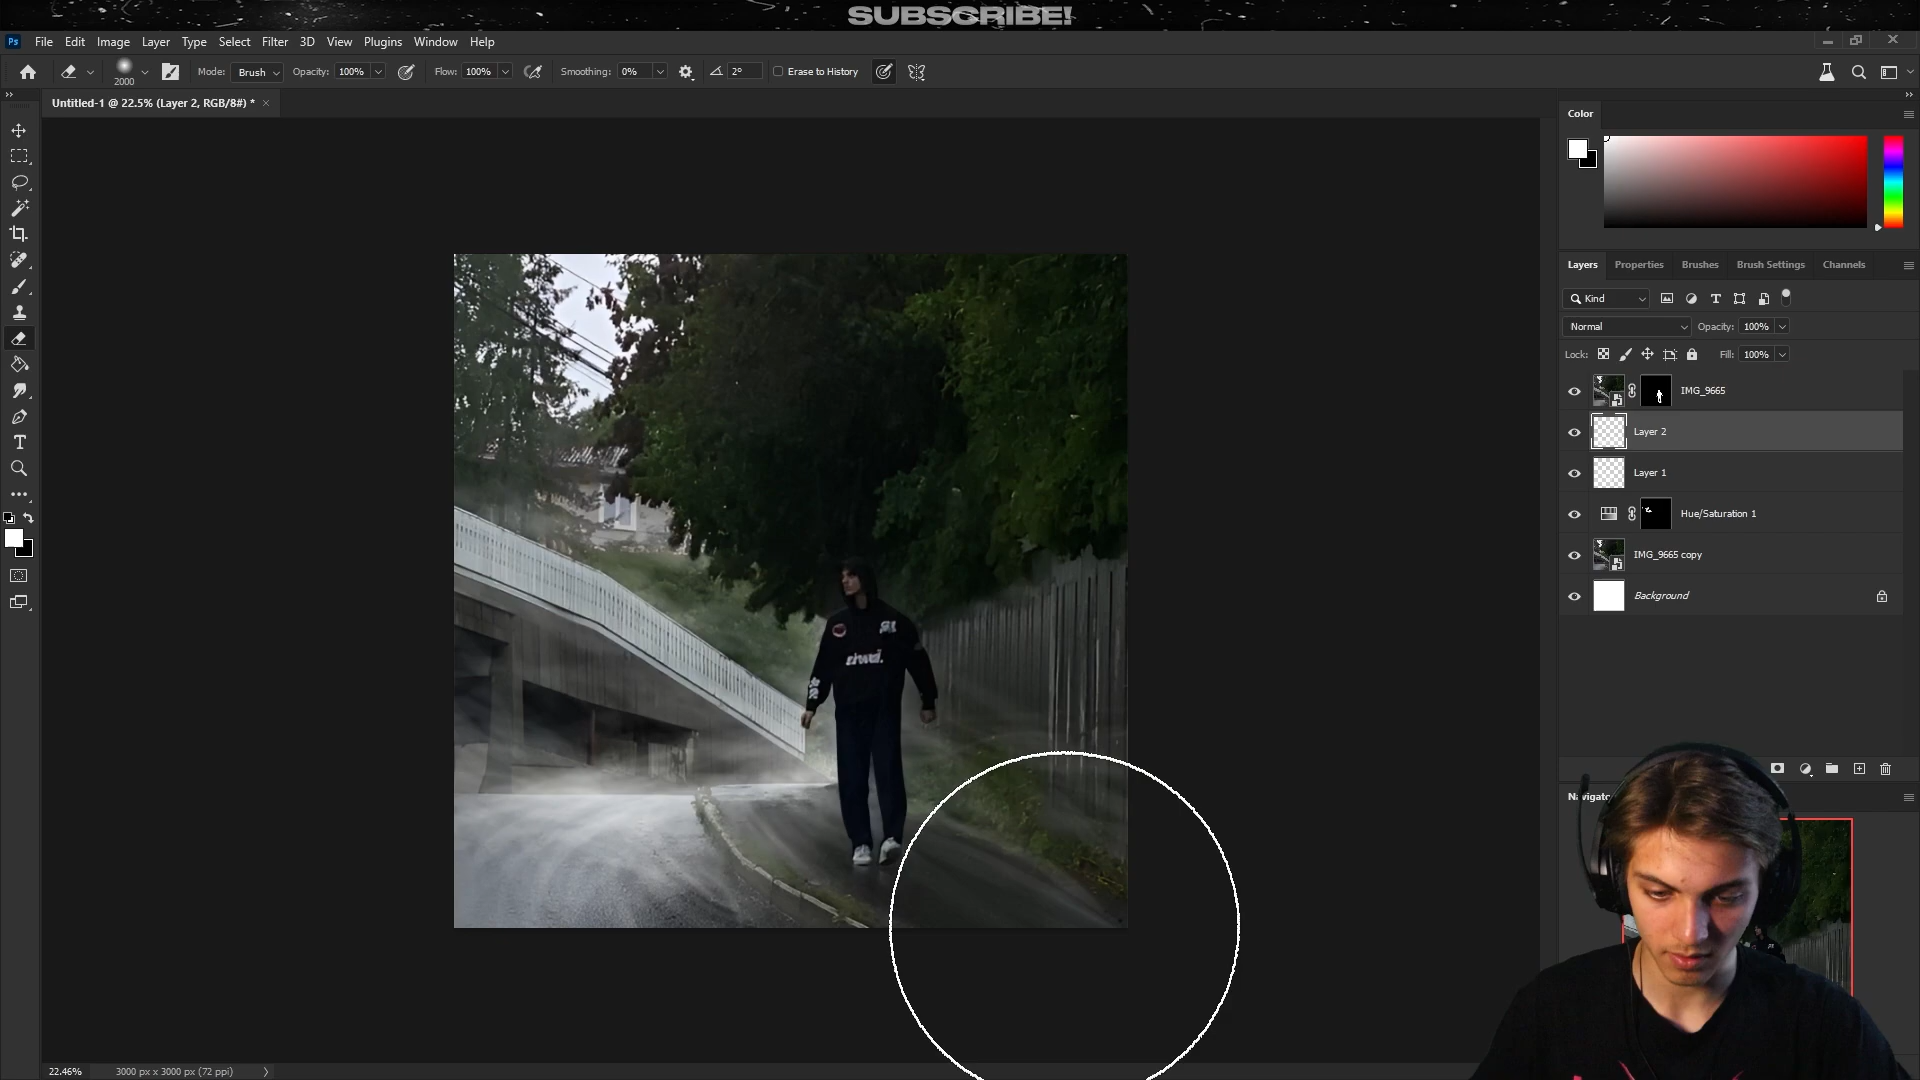 SUBSCRIBE!
Ps File Edit Image Layer Type Select Filter 3D View Plugins Window Help
2000 Mode: Brush Opacity: 100% Flow: 100% Smoothing: 0% 2° Erase to History
Untitled-1 @ 22.5% (Layer 2, RGB/8#) *
Color
Layers Properties Brushes Brush Settings Channels
Kind
Normal Opacity: 100%
Lock: Fill: 100%
IMG_9665
Layer 2
Layer 1
Hue/Saturation 1
IMG_9665 copy
Background
22.46% 3000 px x 3000 px (72 ppi)